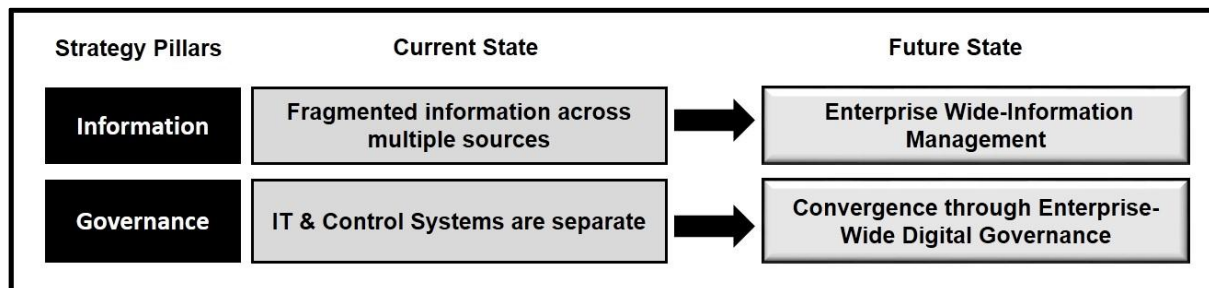 Strategy Pillars
Current State
Future State
Information
Fragmented information across
multiple sources
Enterprise Wide-Information
Management
Governance
IT & Control Systems are separate
Convergence through Enterprise-
Wide Digital Governance